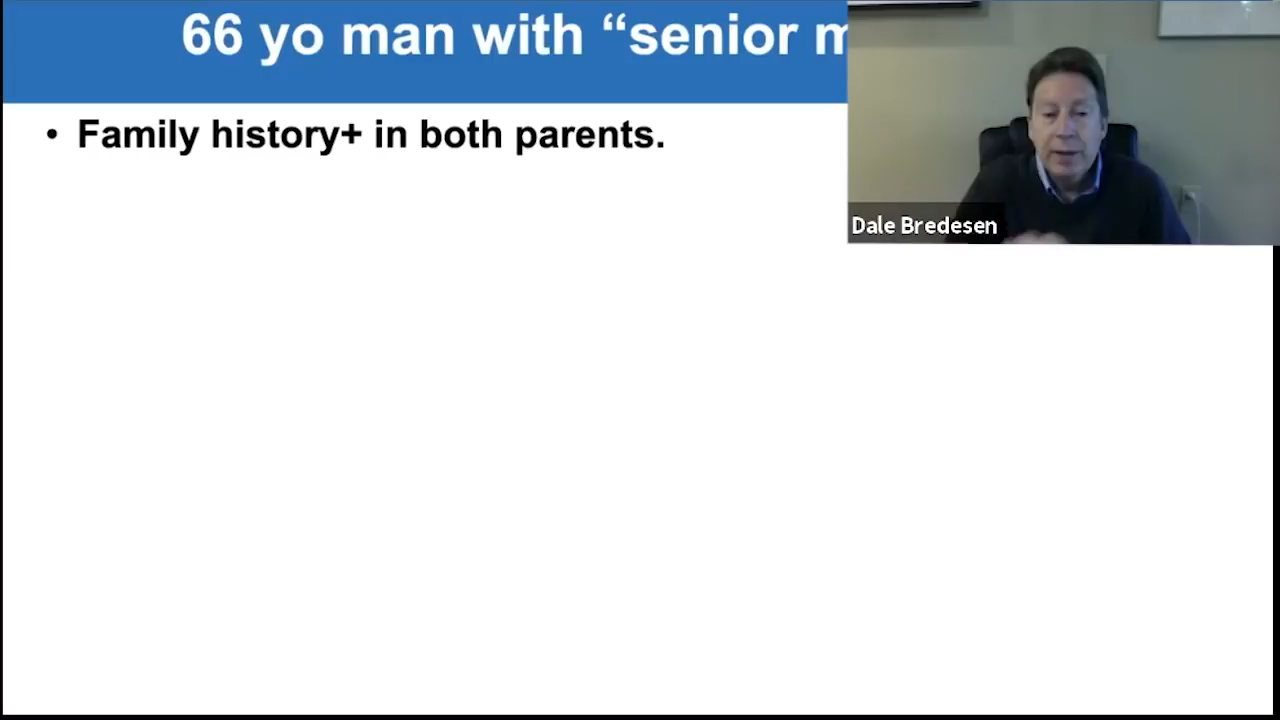 66 yo man with “senior m
• Family history+ in both parents.
Dale Bredesen